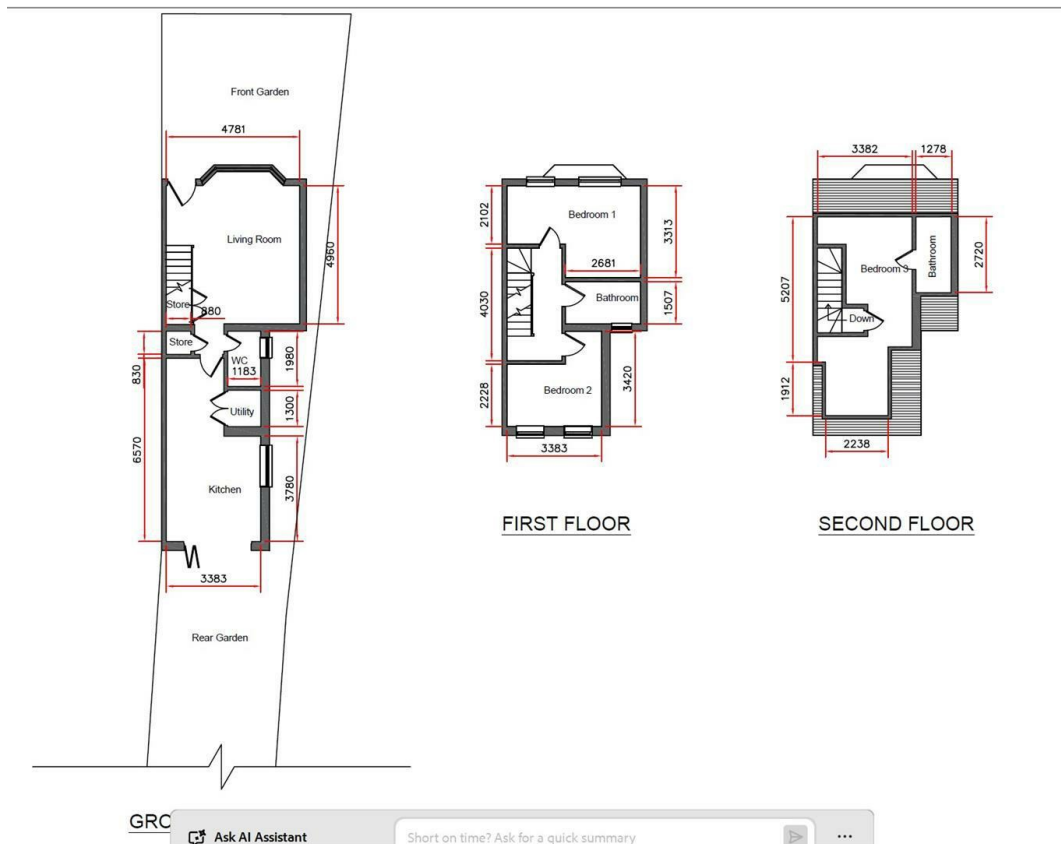 Front Garden
4781
Living Room
4960
Store
880
Store
830
WC
1183
1980
Utility
1300
6570
Kitchen
3780
3383
Rear Garden
2102
Bedroom 1
3313
2681
4030
Bathroom
1507
2228
Bedroom 2
3420
3383
FIRST FLOOR
3382
1278
Bathroom
2720
Bedroom 3
5207
Down
1912
2238
SECOND FLOOR
GRO
Ask AI Assistant
Short on time? Ask for a quick summary